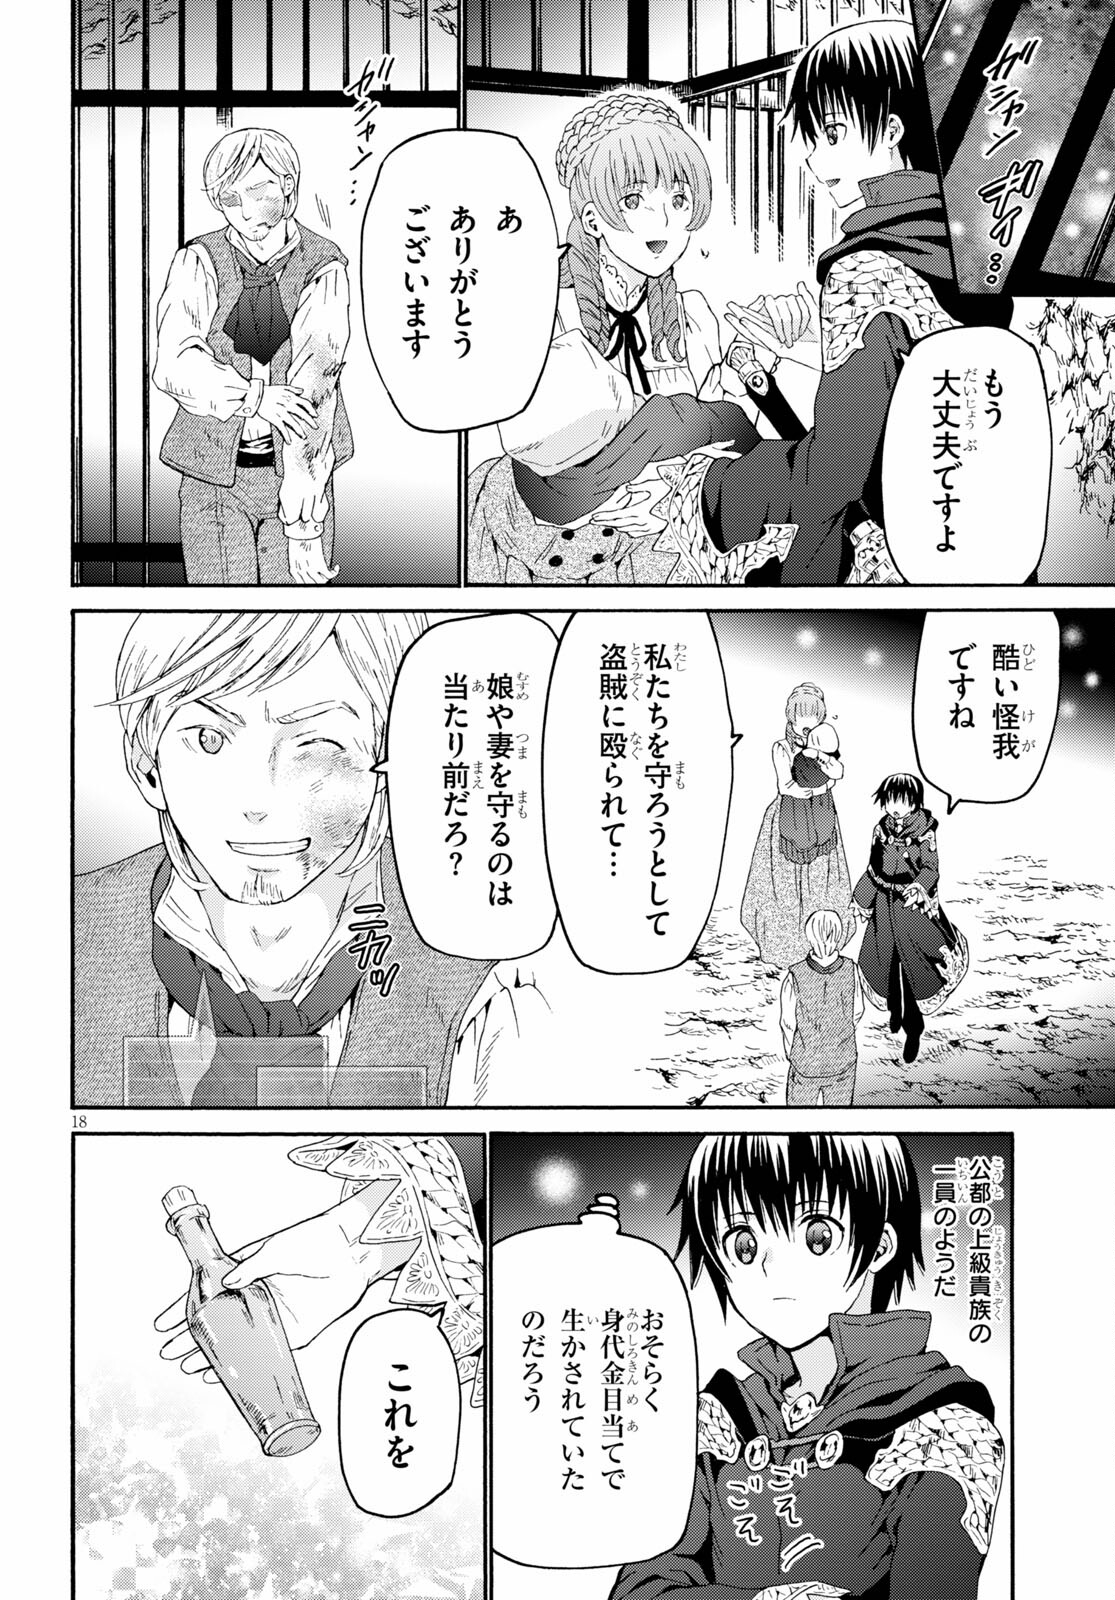 ガシャン
ギイ…
もう
大丈夫ですよ
あ
ありがとう
ございます
ガシャン…
酷い怪我
ですね
私たちを守ろうとして
盗賊に殴られて…
娘や妻を守るのは
当たり前だろ？
ニカッ
18
公都の上級貴族の
一員のようだ
おそらく
身代金目当てで
生かされていた
のだろう
ごそ
ごそ
これを